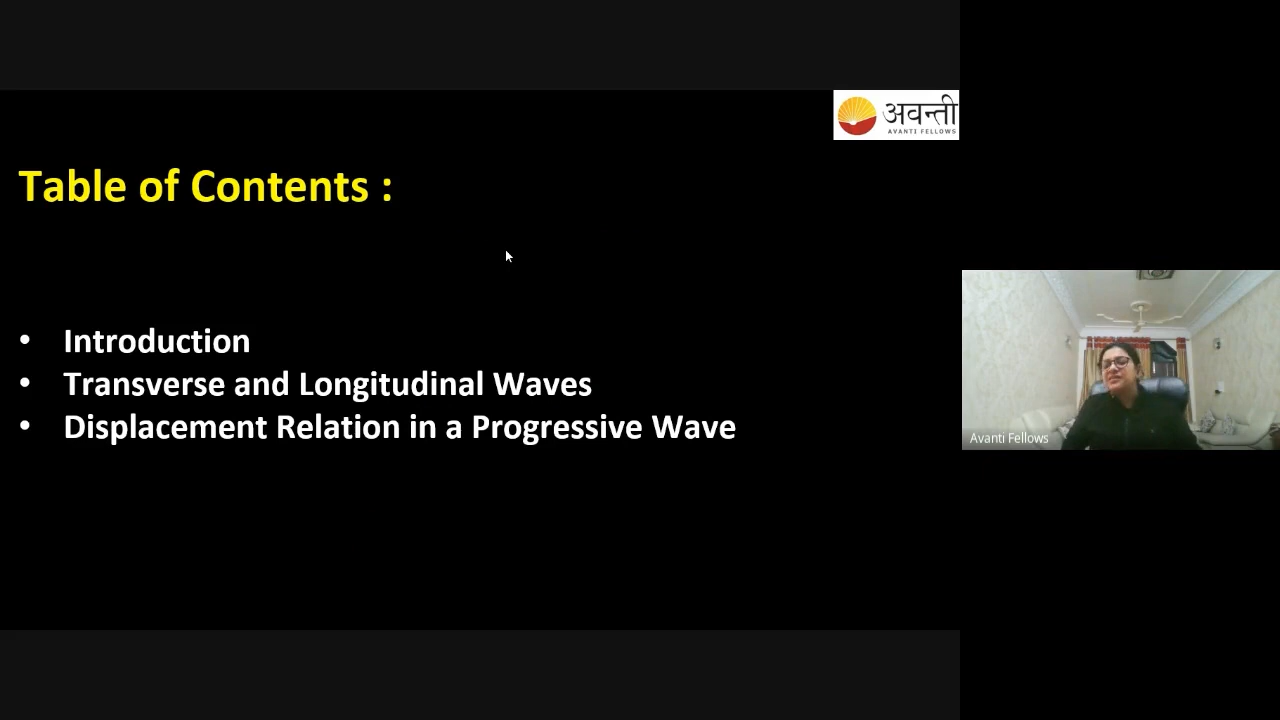 अवन्ती
AVANTI FELLOWS
Table of Contents :
• Introduction
• Transverse and Longitudinal Waves
• Displacement Relation in a Progressive Wave
Avanti Fellows